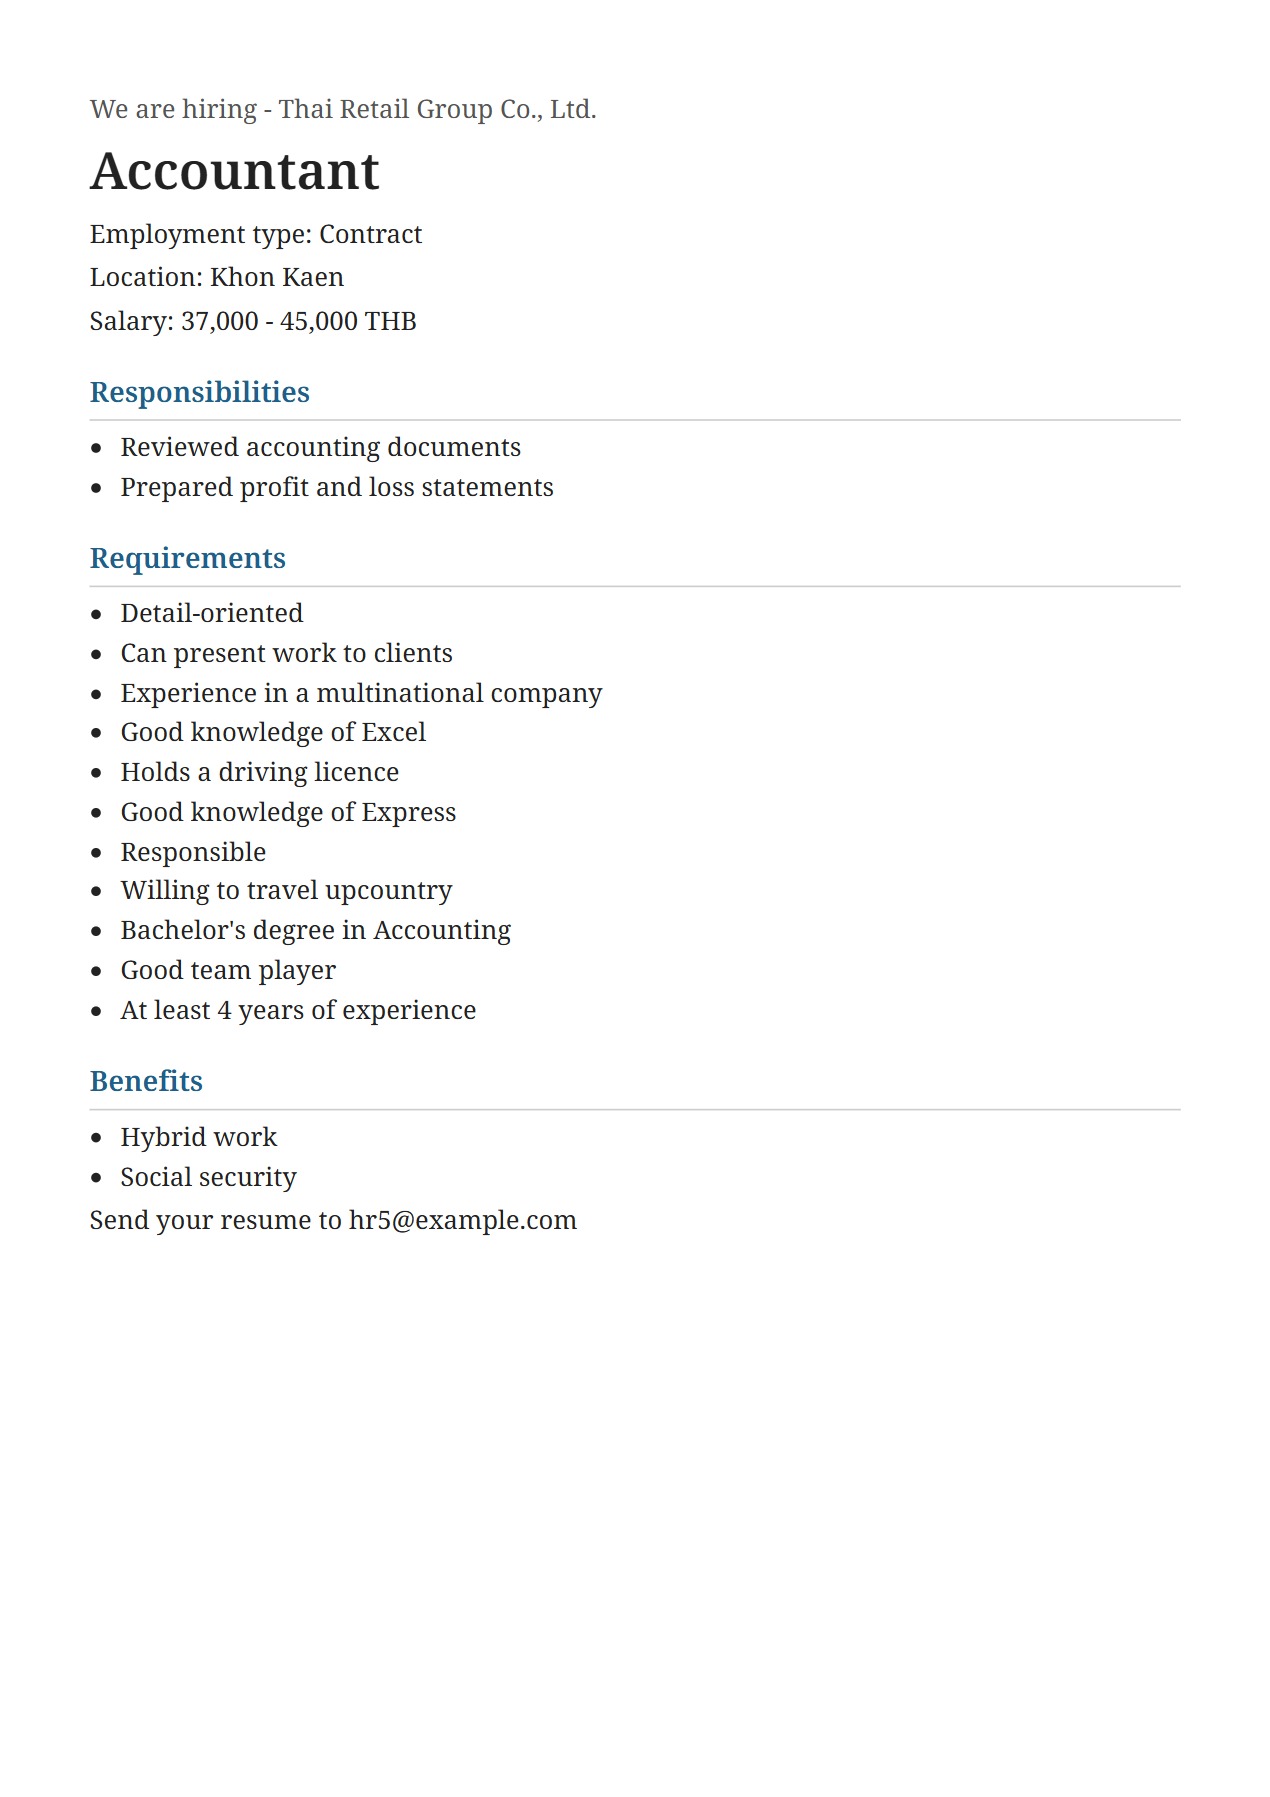 We are hiring - Thai Retail Group Co., Ltd.
Accountant
Employment type: Contract
Location: Khon Kaen
Salary: 37,000 - 45,000 THB
Responsibilities
• Reviewed accounting documents
• Prepared profit and loss statements
Requirements
• Detail-oriented
• Can present work to clients
• Experience in a multinational company
• Good knowledge of Excel
• Holds a driving licence
• Good knowledge of Express
• Responsible
• Willing to travel upcountry
• Bachelor's degree in Accounting
• Good team player
• At least 4 years of experience
Benefits
• Hybrid work
• Social security
Send your resume to hr5@example.com